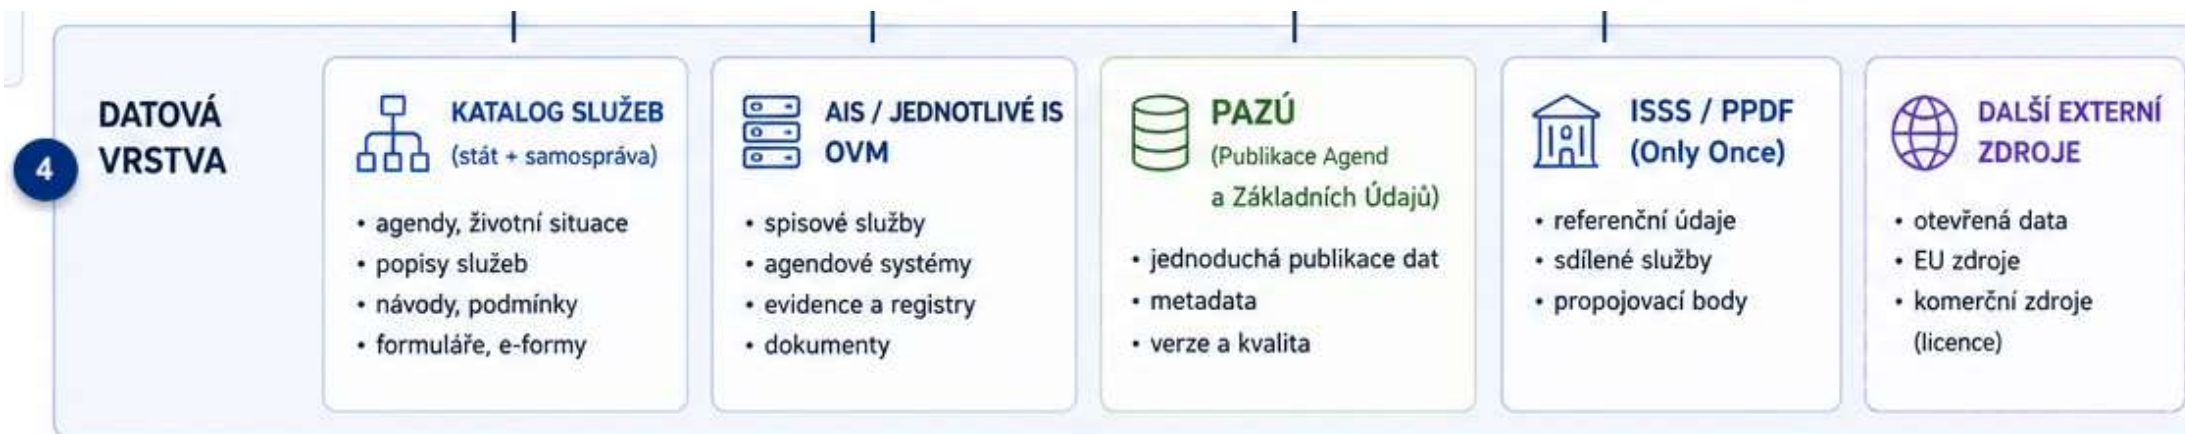 4
DATOVÁ
VRSTVA
KATALOG SLUŽEB
(stát + samospráva)
• agendy, životní situace
• popisy služeb
• návody, podmínky
• formuláře, e-formy
AIS / JEDNOTLIVÉ IS
OVM
• spisové služby
• agendové systémy
• evidence a registry
• dokumenty
PAZÚ
(Publikace Agend
a Základních Údajů)
• jednoduchá publikace dat
• metadata
• verze a kvalita
ISSS / PPDF
(Only Once)
• referenční údaje
• sdílené služby
• propojovací body
DALŠÍ EXTERNÍ
ZDROJE
• otevřená data
• EU zdroje
• komerční zdroje
(licence)